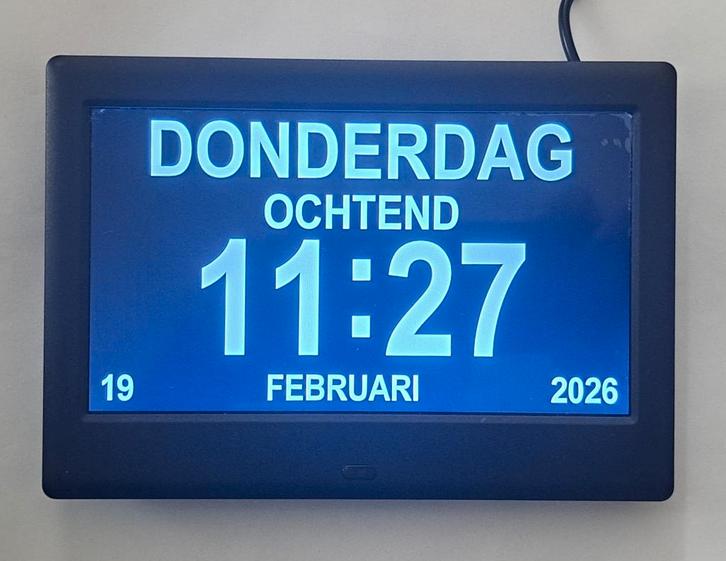 DONDERDAG
OCHTEND
11:27
19 FEBRUARI 2026